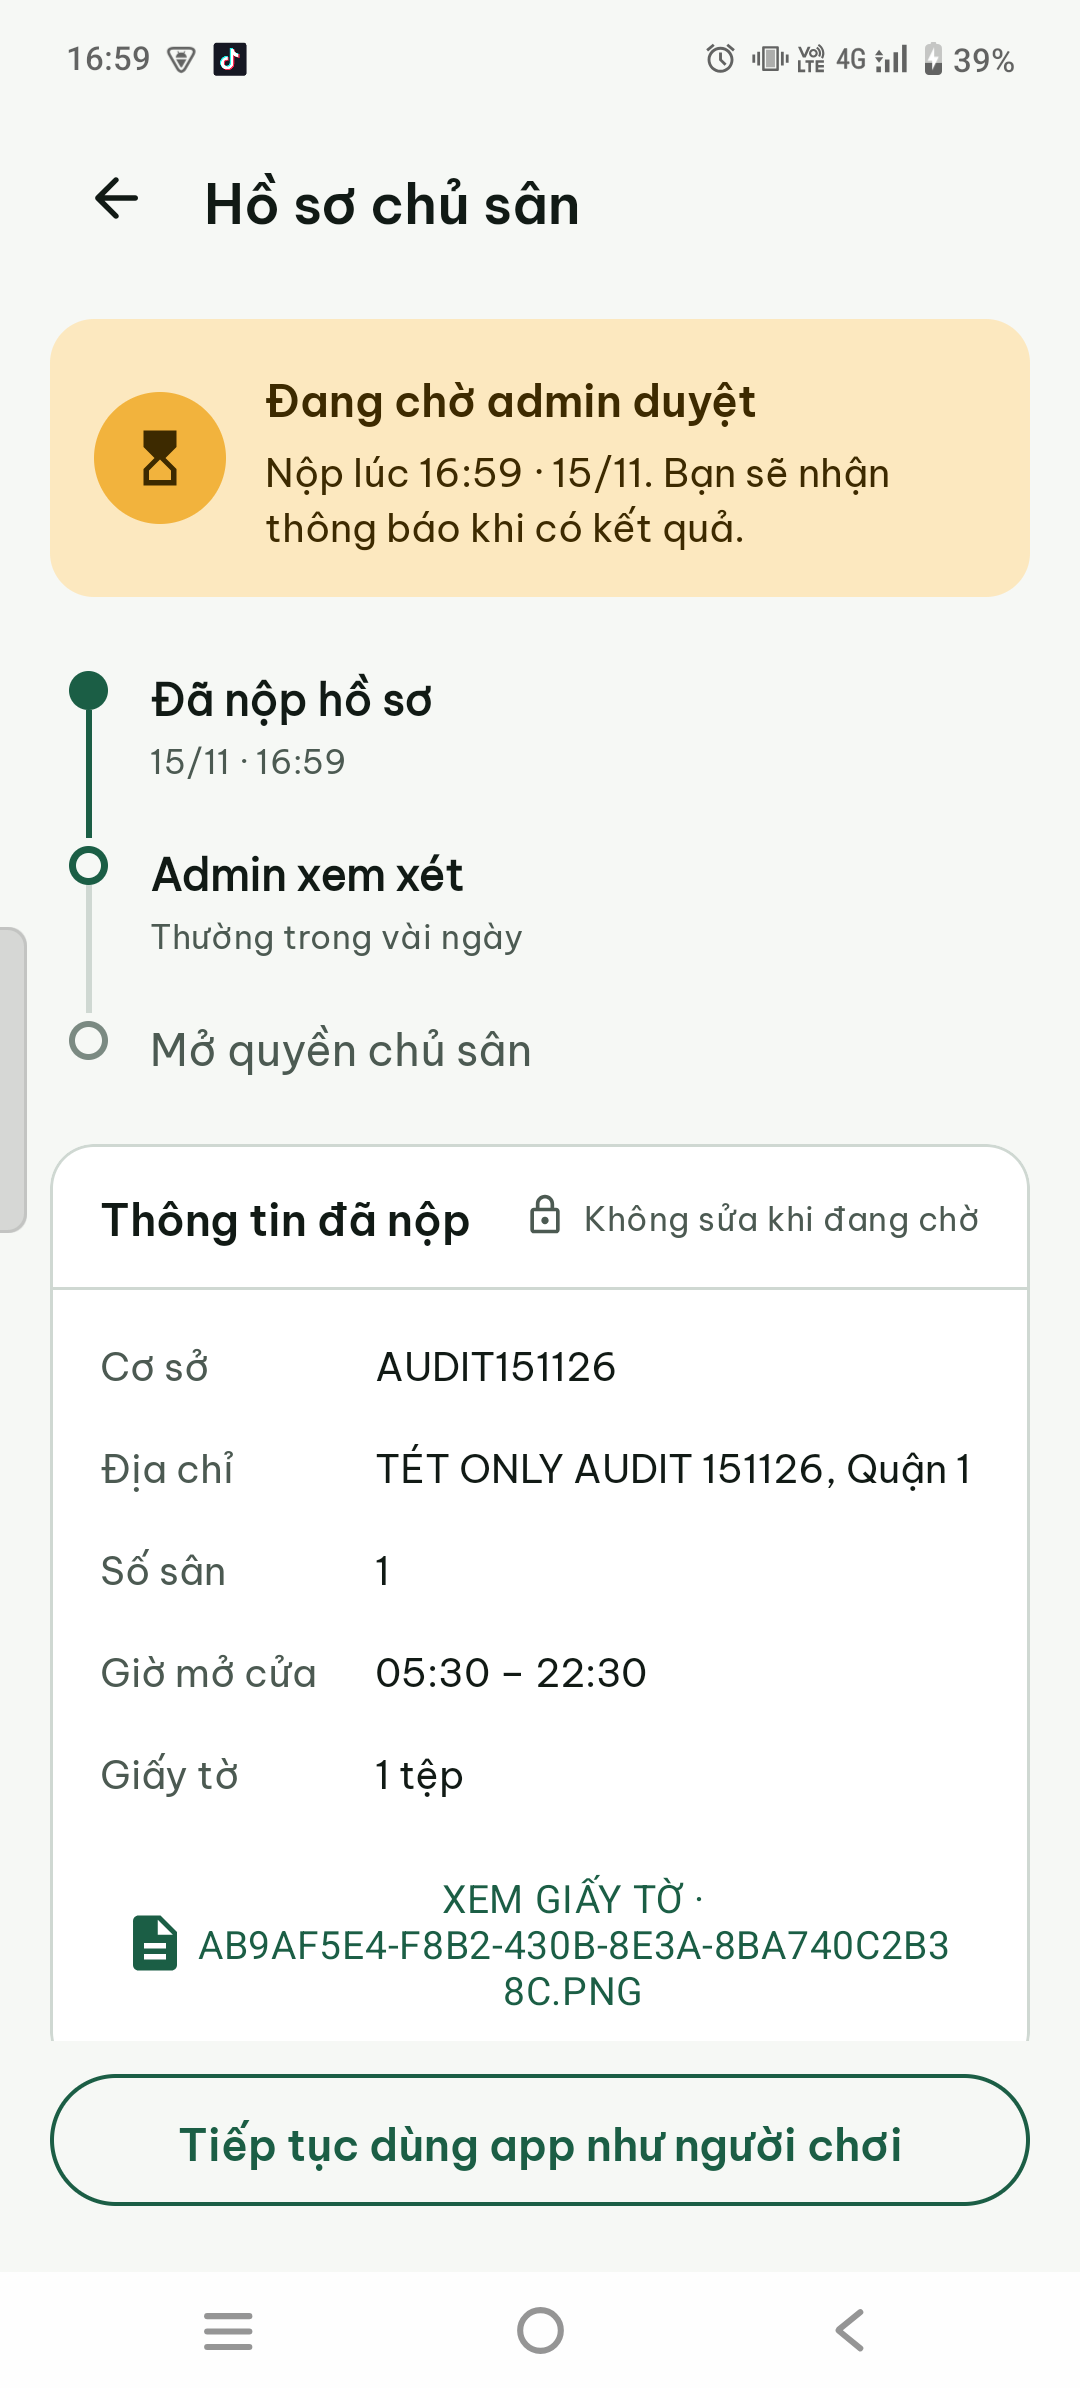 16:59
Vo) LTE 4G 39%
Hồ sơ chủ sân
Đang chờ admin duyệt
Nộp lúc 16:59 · 15/11. Bạn sẽ nhận
thông báo khi có kết quả.
Đã nộp hồ sơ
15/11 · 16:59
Admin xem xét
Thường trong vài ngày
Mở quyền chủ sân
Thông tin đã nộp Không sửa khi đang chờ
Cơ sở AUDIT151126
Địa chỉ TÉT ONLY AUDIT 151126, Quận 1
Số sân 1
Giờ mở cửa 05:30 – 22:30
Giấy tờ 1 tệp
XEM GIẤY TỜ ·
AB9AF5E4-F8B2-430B-8E3A-8BA740C2B3
8C.PNG
Tiếp tục dùng app như người chơi